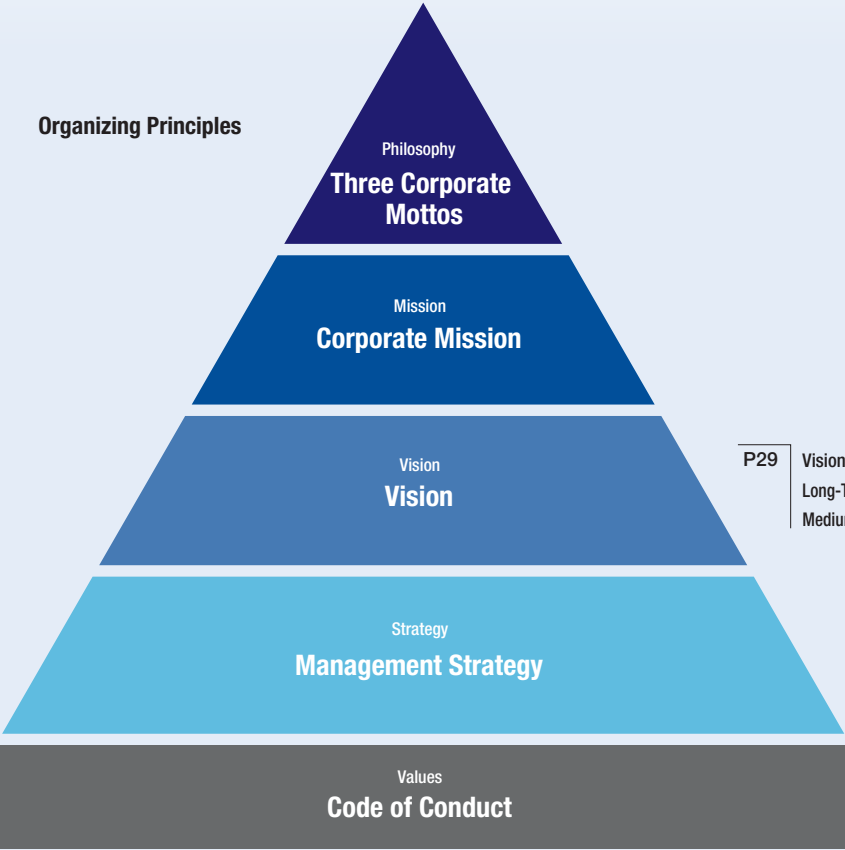 Organizing Principles
Philosophy
Three Corporate
Mottos
Mission
Corporate Mission
Vision
Vision
P29
Vision
Strategy
Management Strategy
Values
Code of Conduct